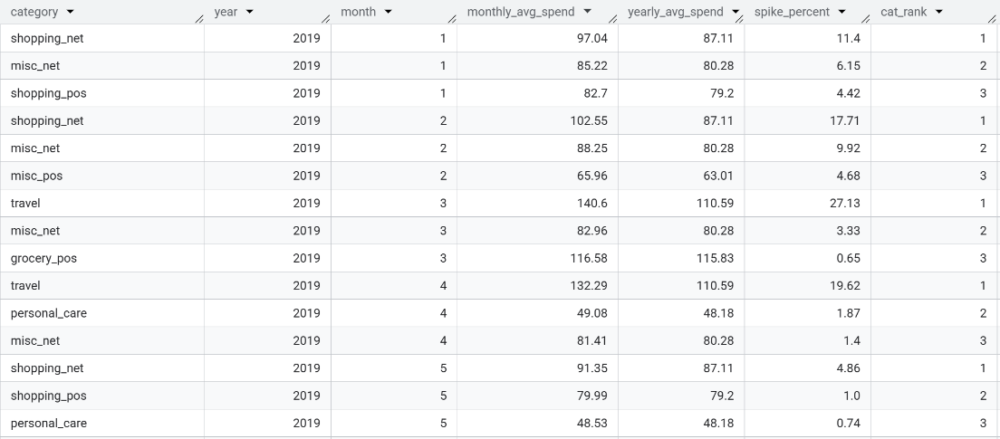 category year month monthly_avg_spend yearly_avg_spend spike_percent cat_rank
shopping_net 2019 1 97.04 87.11 11.4 1
misc_net 2019 1 85.22 80.28 6.15 2
shopping_pos 2019 1 82.7 79.2 4.42 3
shopping_net 2019 2 102.55 87.11 17.71 1
misc_net 2019 2 88.25 80.28 9.92 2
misc_pos 2019 2 65.96 63.01 4.68 3
travel 2019 3 140.6 110.59 27.13 1
misc_net 2019 3 82.96 80.28 3.33 2
grocery_pos 2019 3 116.58 115.83 0.65 3
travel 2019 4 132.29 110.59 19.62 1
personal_care 2019 4 49.08 48.18 1.87 2
misc_net 2019 4 81.41 80.28 1.4 3
shopping_net 2019 5 91.35 87.11 4.86 1
shopping_pos 2019 5 79.99 79.2 1.0 2
personal_care 2019 5 48.53 48.18 0.74 3